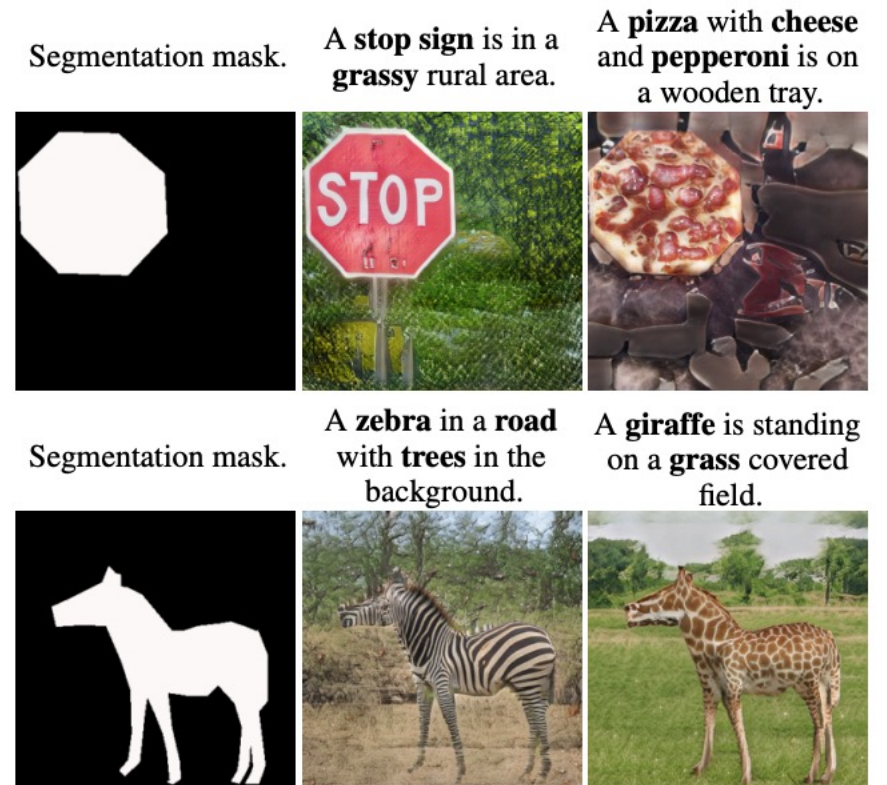 Segmentation mask.
A stop sign is in a
grassy rural area.
A pizza with cheese
and pepperoni is on
a wooden tray.
STOP
Segmentation mask.
A zebra in a road
with trees in the
background.
A giraffe is standing
on a grass covered
field.